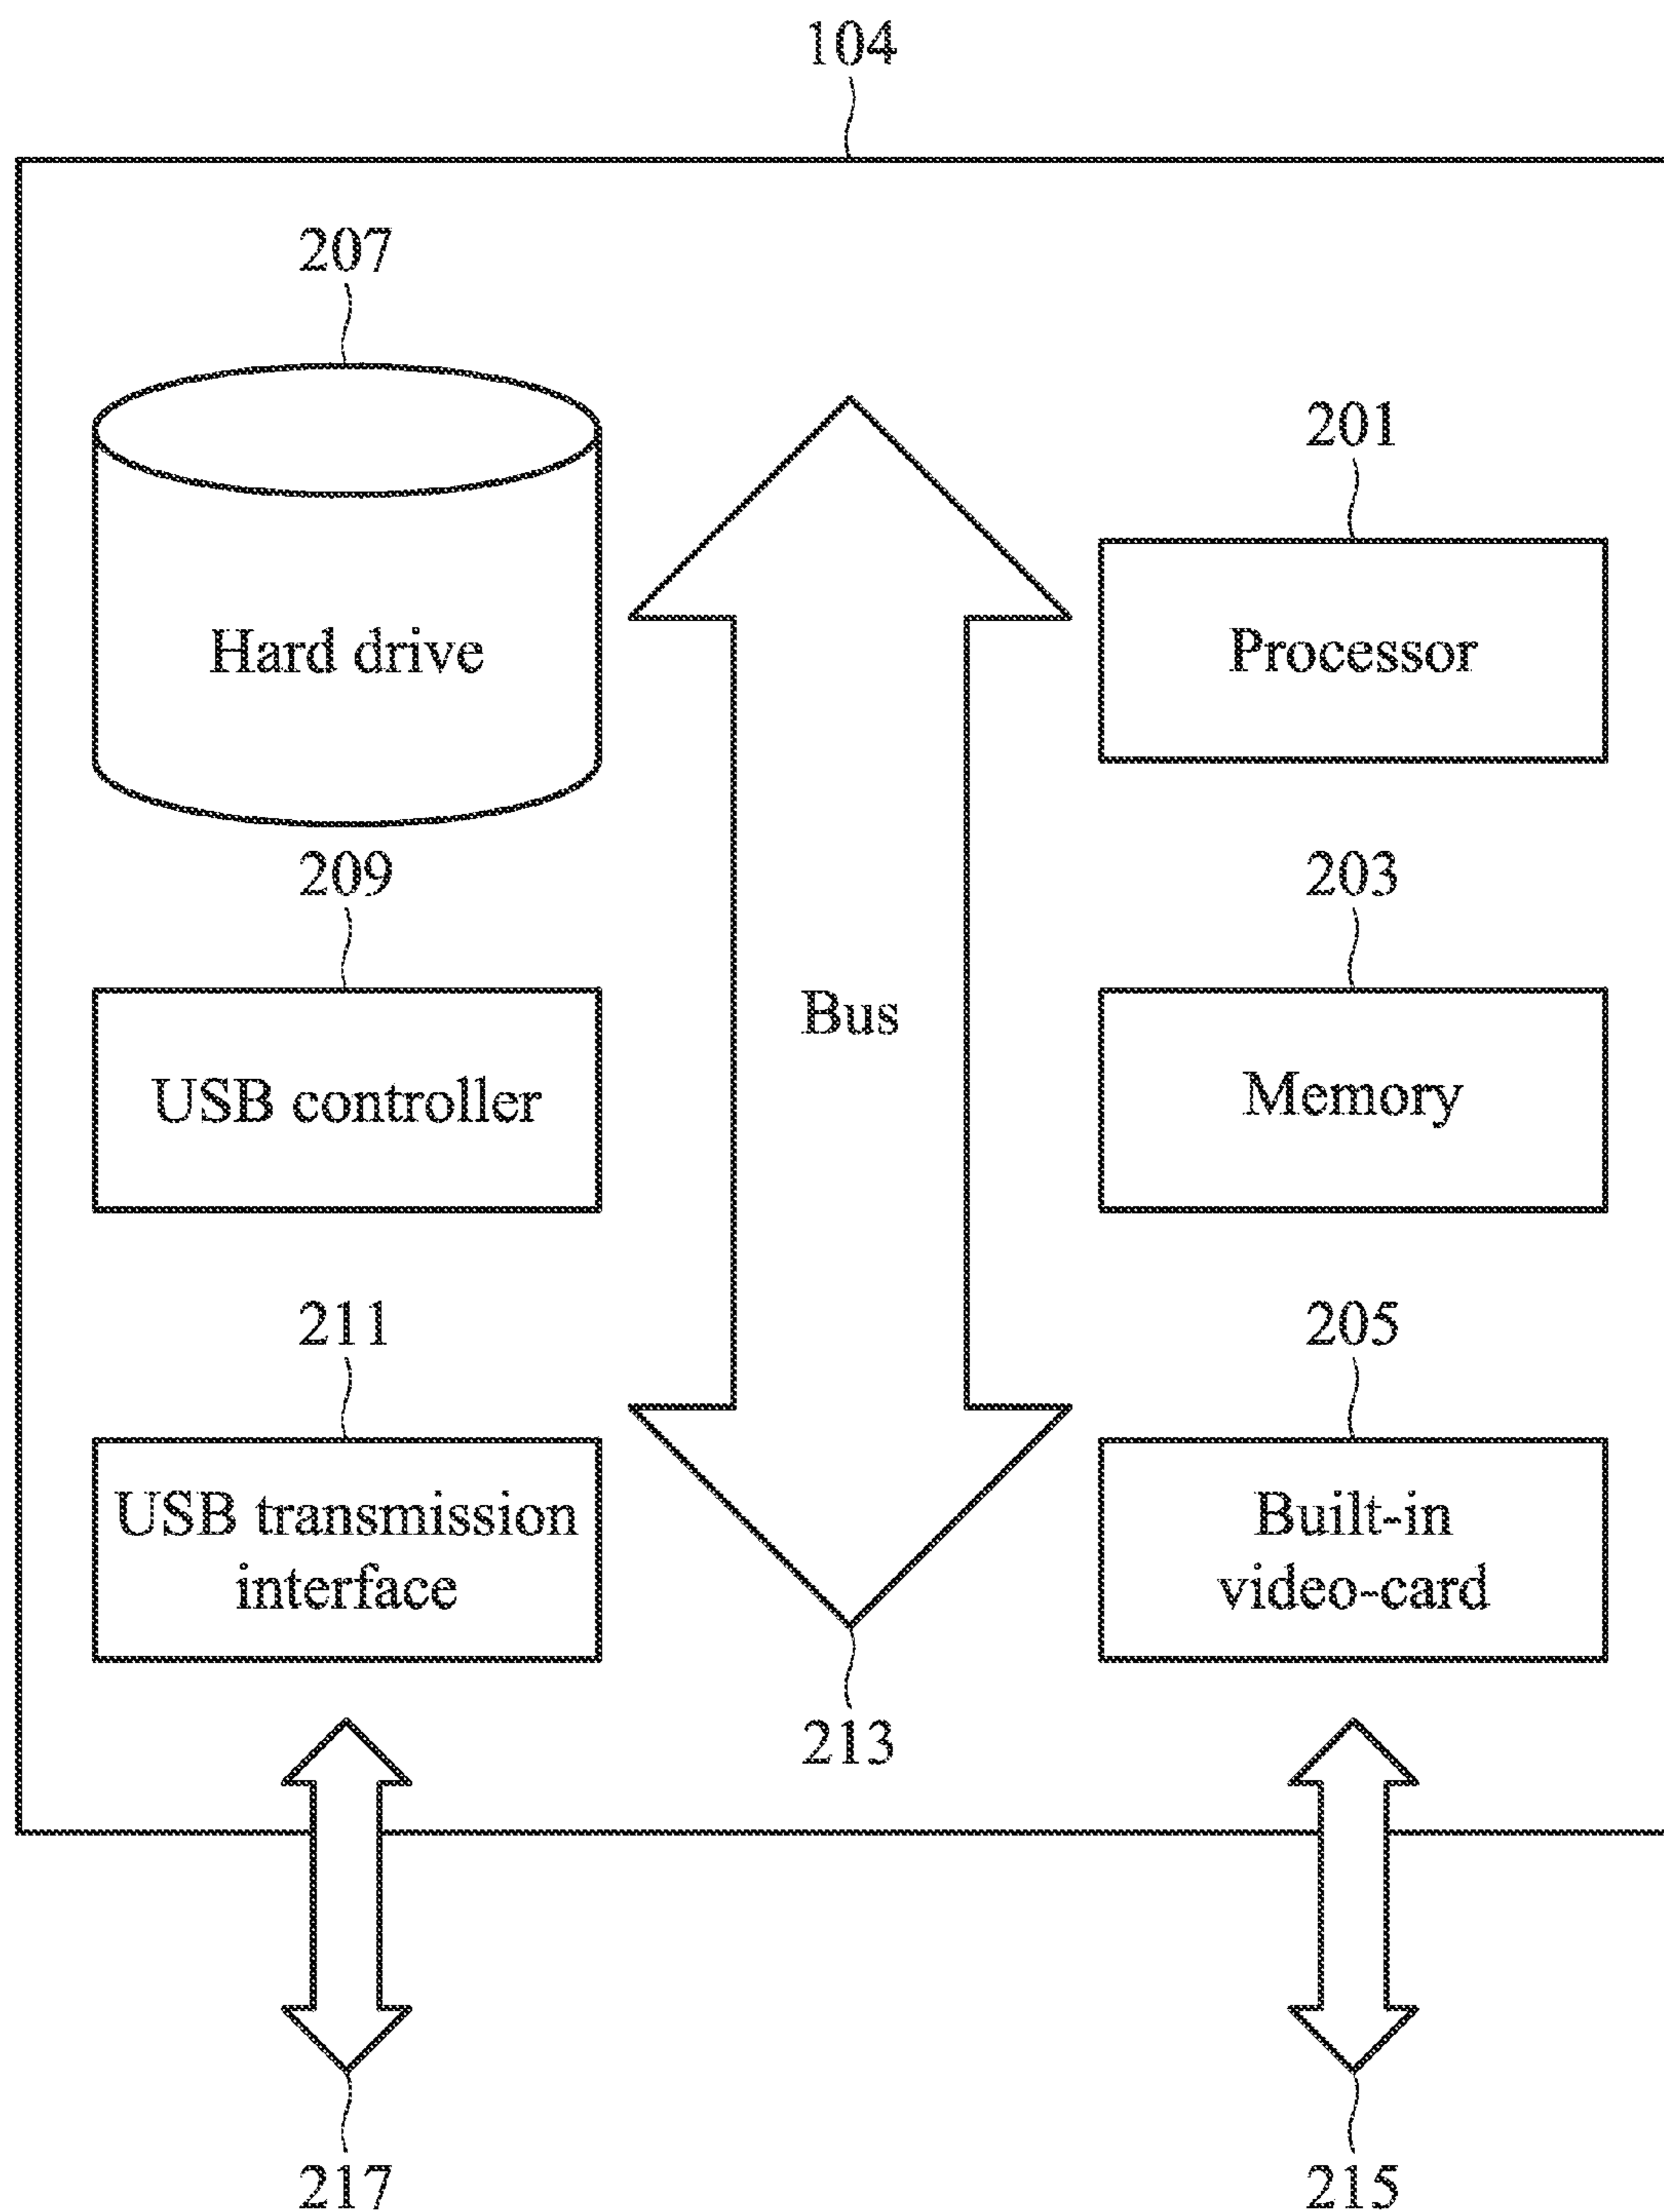 104
207
201
Hard drive
Processor
209
203
Bus
USB controller
Memory
211
205
USB transmission
interface
Built-in
video-card
213
217
215